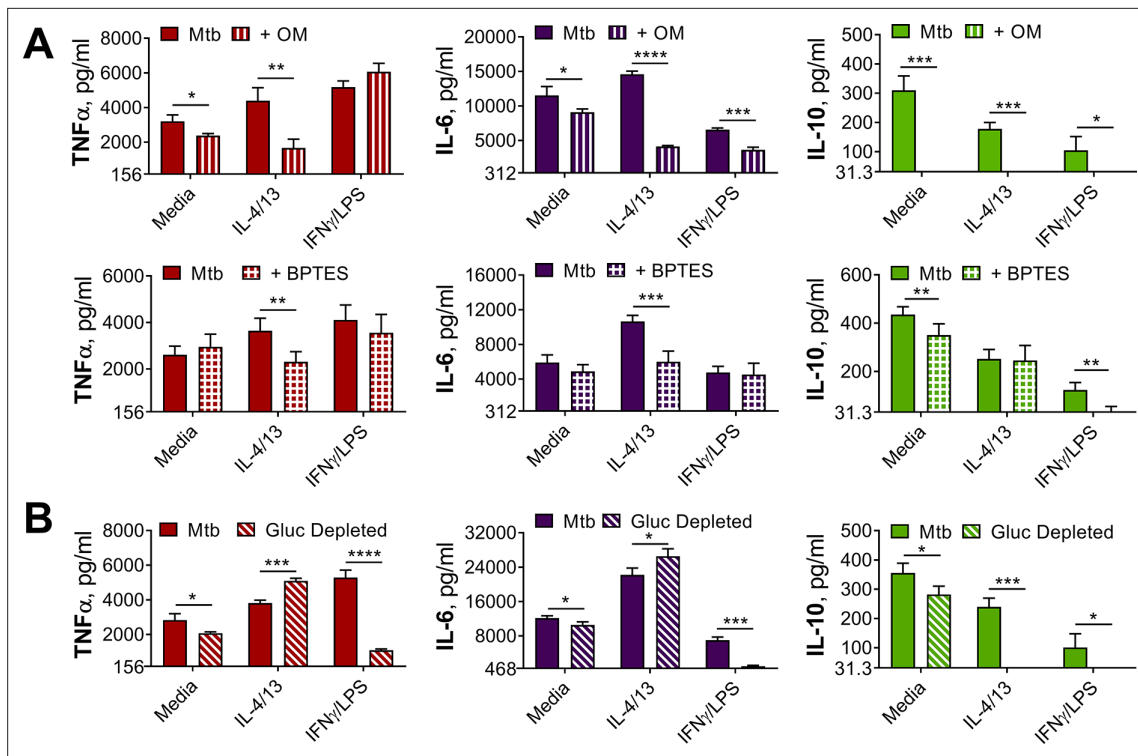 A
TNFα, pg/ml
8000
6000
4000
2000
156
Mtb + OM
*
**
Media
IL-4/13
IFNγ/LPS
IL-6, pg/ml
20000
15000
10000
5000
312
Mtb + OM
*
****
***
Media
IL-4/13
IFNγ/LPS
IL-10, pg/ml
500
400
300
200
100
31.3
Mtb + OM
***
***
*
Media
IL-4/13
IFNγ/LPS
TNFα, pg/ml
6000
4000
2000
156
Mtb + BPTES
**
Media
IL-4/13
IFNγ/LPS
IL-6, pg/ml
16000
12000
8000
4000
312
Mtb + BPTES
***
Media
IL-4/13
IFNγ/LPS
IL-10, pg/ml
600
400
200
31.3
Mtb + BPTES
**
**
Media
IL-4/13
IFNγ/LPS
B
TNFα, pg/ml
8000
6000
4000
2000
156
Mtb Gluc Depleted
*
***
****
Media
IL-4/13
IFNγ/LPS
IL-6, pg/ml
32000
24000
16000
8000
468
Mtb Gluc Depleted
*
*
***
Media
IL-4/13
IFNγ/LPS
IL-10, pg/ml
500
400
300
200
100
31.3
Mtb Gluc Depleted
*
***
*
Media
IL-4/13
IFNγ/LPS